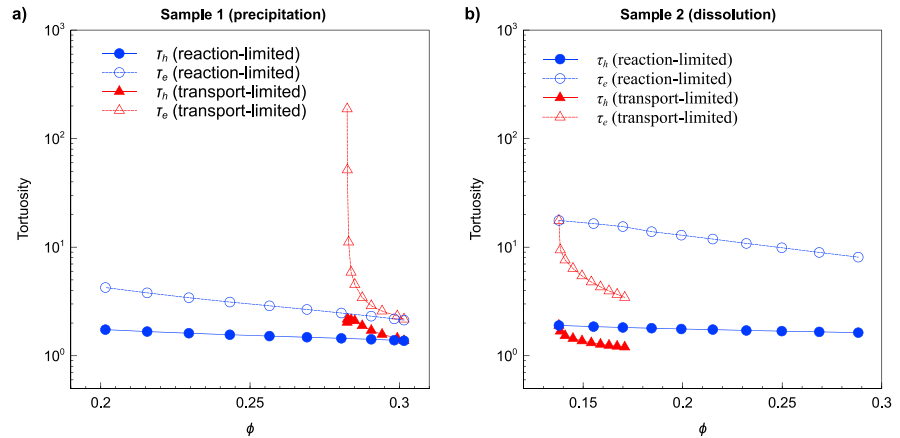 a)
Sample 1 (precipitation)
10³
τh (reaction-limited)
τe (reaction-limited)
τh (transport-limited)
τe (transport-limited)
10²
Tortuosity
10¹
10⁰
0.2
0.25
0.3
ϕ
b)
Sample 2 (dissolution)
10³
τh (reaction-limited)
τe (reaction-limited)
τh (transport-limited)
τe (transport-limited)
10²
Tortuosity
10¹
10⁰
0.15
0.2
0.25
0.3
ϕ